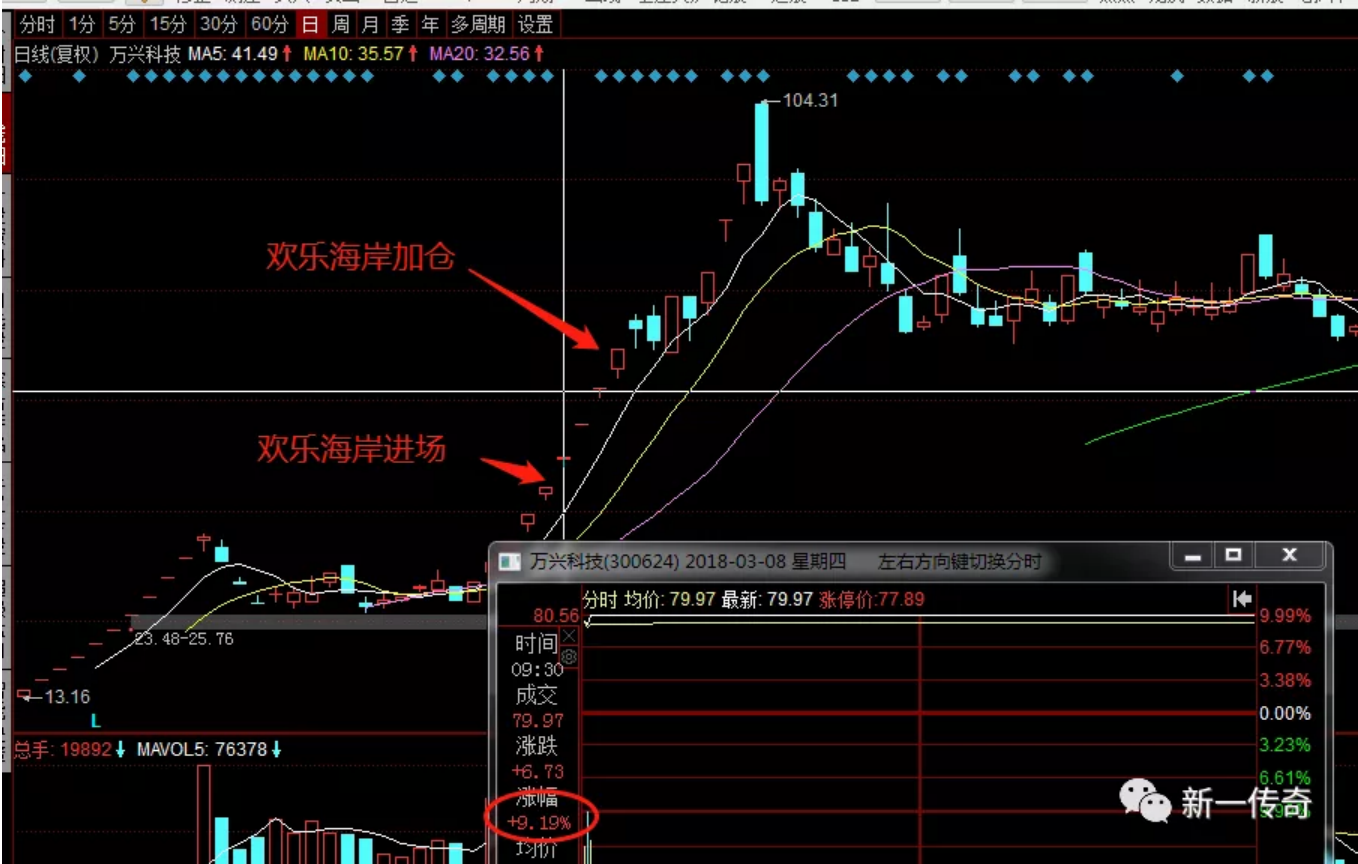 分时 1分 5分 15分 30分 60分 日 周 月 季 年 多周期 设置
日线(复权) 万兴科技 MA5: 41.49↑ MA10: 35.57↑ MA20: 32.56↑
←104.31
欢乐海岸加仓
欢乐海岸进场
万兴科技(300624) 2018-03-08 星期四 左右方向键切换分时
分时 均价: 79.97 最新: 79.97 涨停价:77.89
80.56
9.99%
23.48-25.76
时间
6.77%
09:30
3.38%
成交
←13.16
79.97
0.00%
L
涨跌
3.23%
总手: 19892↓ MAVOL5: 76378↓
+6.73
6.61%
涨幅
新一传奇
+9.19%
均价